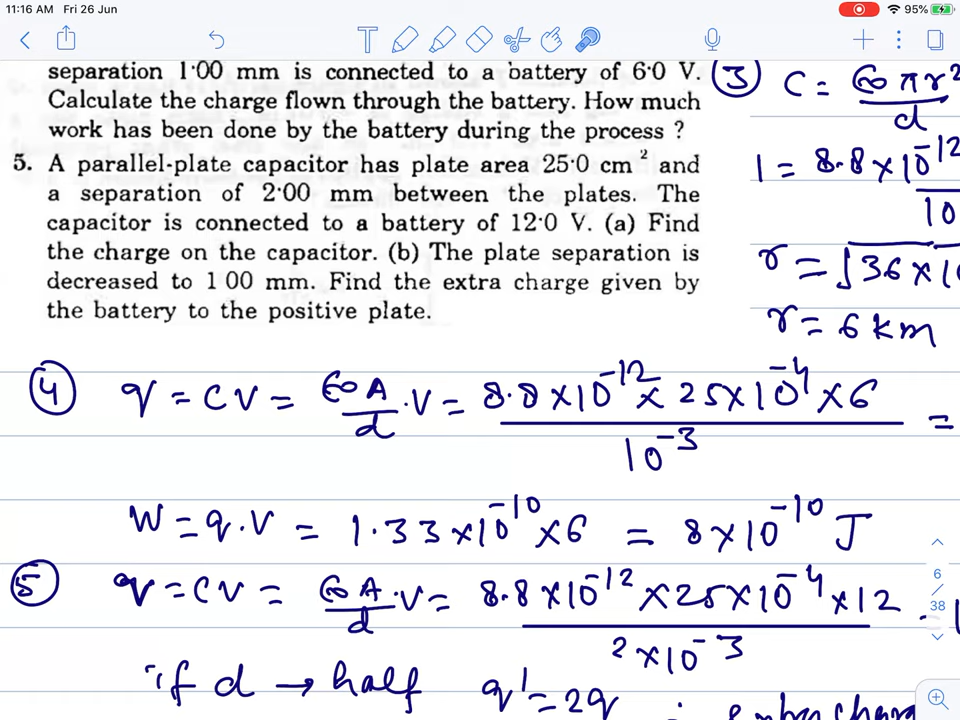 11:16 AM Fri 26 Jun
95%
separation 1·00 mm is connected to a battery of 6·0 V.
Calculate the charge flown through the battery. How much
work has been done by the battery during the process ?
5. A parallel-plate capacitor has plate area 25·0 cm² and
a separation of 2·00 mm between the plates. The
capacitor is connected to a battery of 12·0 V. (a) Find
the charge on the capacitor. (b) The plate separation is
decreased to 1 00 mm. Find the extra charge given by
the battery to the positive plate.
③ C = ϵ₀ πr²/d
1 = 8.8×10⁻¹²/10
r = √36×1
r = 6 km
④ q = CV = ϵ₀A/d · V = 8.8×10⁻¹² × 25×10⁻⁴ ×6/10⁻³ =
W = q.V = 1.33×10⁻¹⁰ ×6 = 8×10⁻¹⁰ J
⑤ q = CV = ϵ₀A/d · V = 8.8×10⁻¹² ×25×10⁻⁴ ×12/2×10⁻³ =
if d → half q' = 2q
6
38